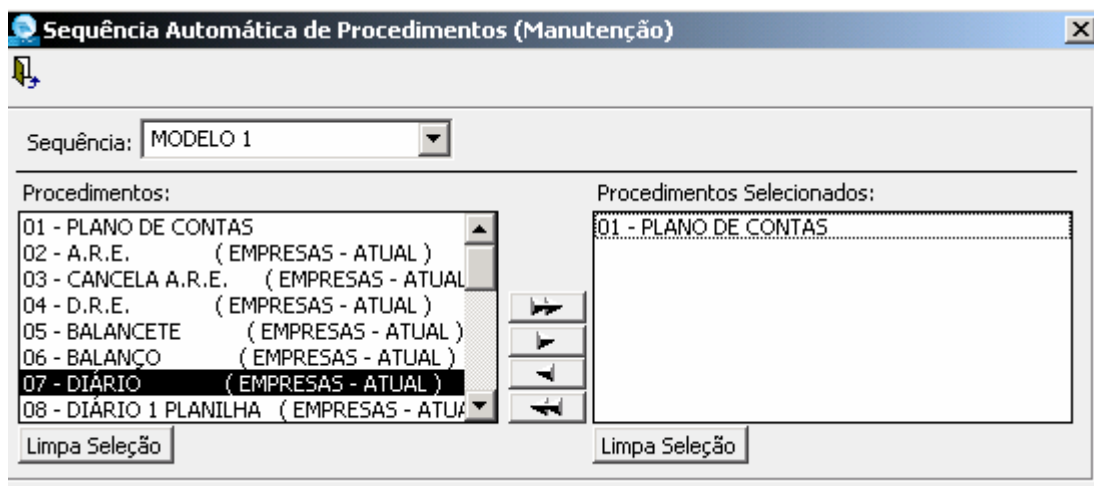 Sequência Automática de Procedimentos (Manutenção)
Sequência: MODELO 1
Procedimentos:
01 - PLANO DE CONTAS
02 - A.R.E. ( EMPRESAS - ATUAL )
03 - CANCELA A.R.E. ( EMPRESAS - ATUAL
04 - D.R.E. ( EMPRESAS - ATUAL )
05 - BALANCETE ( EMPRESAS - ATUAL )
06 - BALANÇO ( EMPRESAS - ATUAL )
07 - DIÁRIO ( EMPRESAS - ATUAL )
08 - DIÁRIO 1 PLANILHA ( EMPRESAS - ATUA
Limpa Seleção
Procedimentos Selecionados:
01 - PLANO DE CONTAS
Limpa Seleção